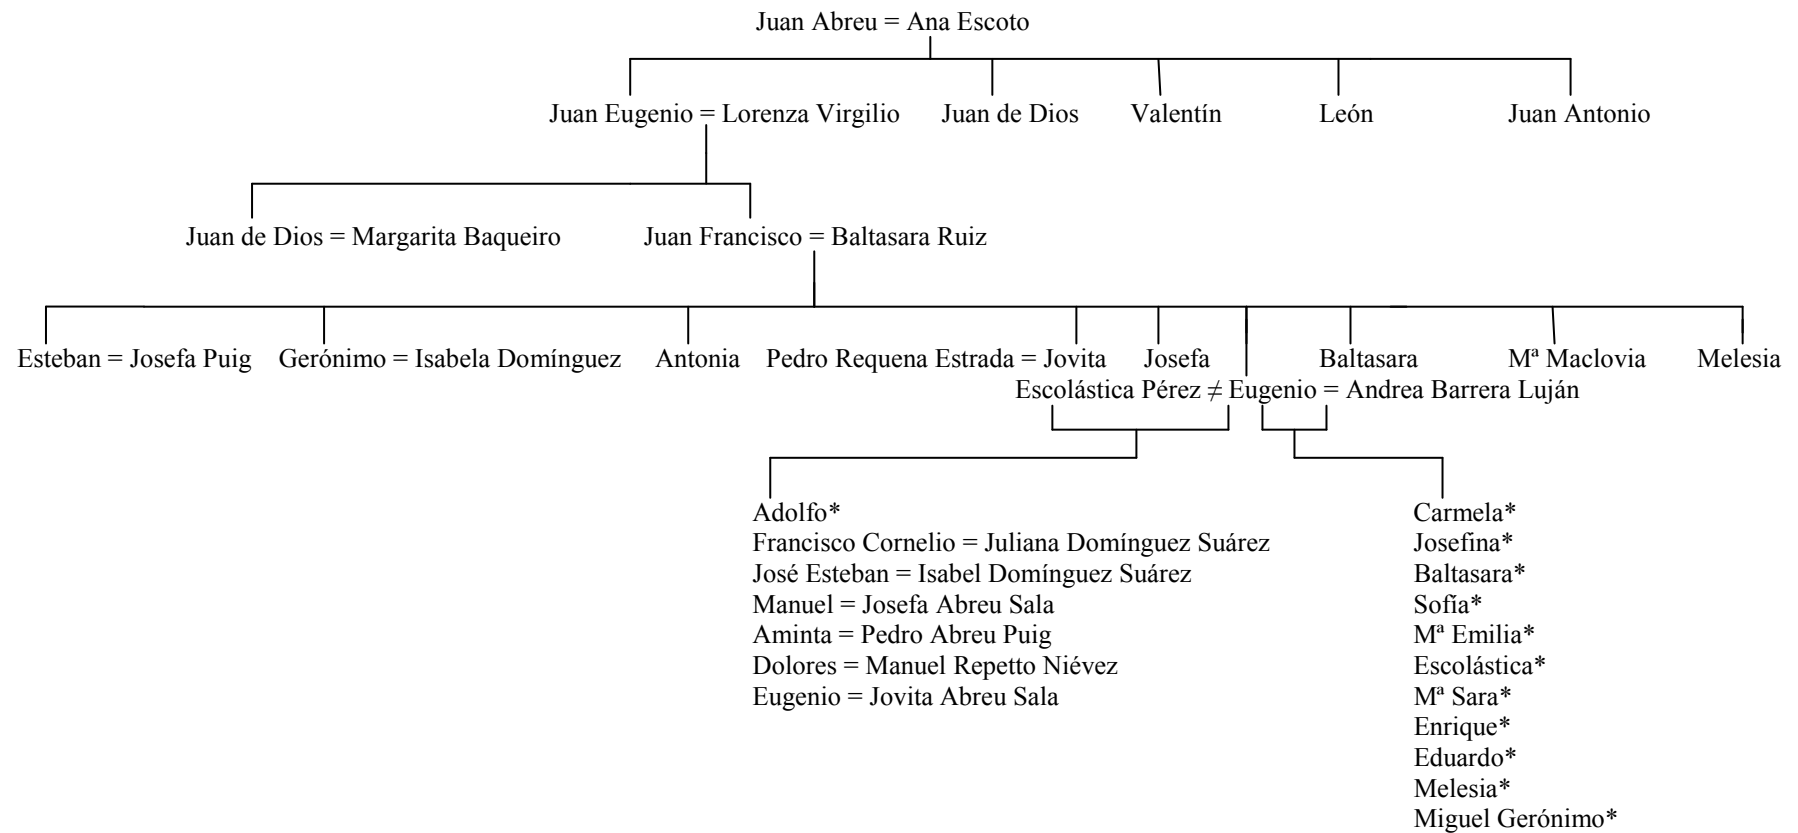 Juan Abreu = Ana Escoto
Juan Eugenio = Lorenza Virgilio Juan de Dios Valentín León Juan Antonio
Juan de Dios = Margarita Baqueiro Juan Francisco = Baltasara Ruiz
Esteban = Josefa Puig Gerónimo = Isabela Domínguez Antonia Pedro Requena Estrada = Jovita Josefa Baltasara Mª Maclovia Melesia
Escolástica Pérez ≠ Eugenio = Andrea Barrera Luján
Adolfo*
Francisco Cornelio = Juliana Domínguez Suárez
José Esteban = Isabel Domínguez Suárez
Manuel = Josefa Abreu Sala
Aminta = Pedro Abreu Puig
Dolores = Manuel Repetto Niévez
Eugenio = Jovita Abreu Sala
Carmela*
Josefina*
Baltasara*
Sofía*
Mª Emilia*
Escolástica*
Mª Sara*
Enrique*
Eduardo*
Melesia*
Miguel Gerónimo*